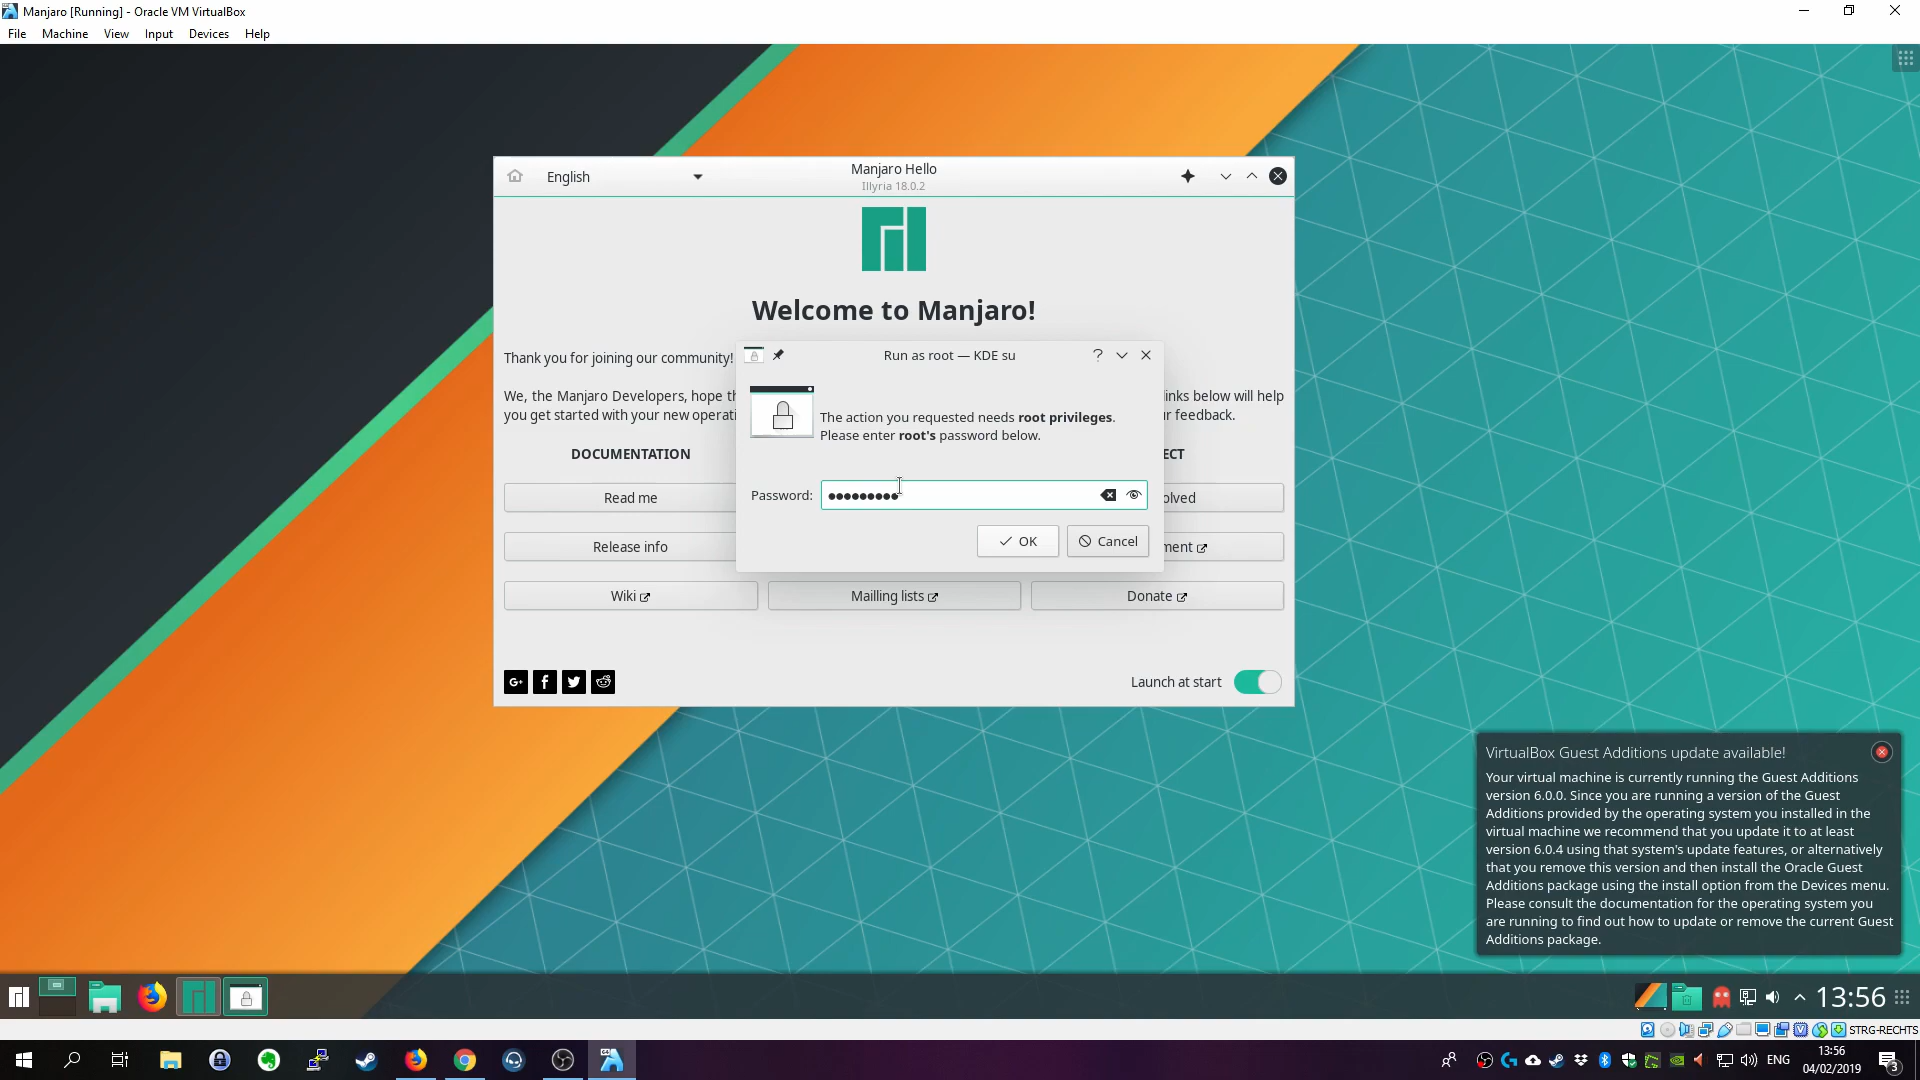 Manjaro [Running] - Oracle VM VirtualBox
File Machine View Input Devices Help
English
Manjaro Hello
Illyria 18.0.2
Welcome to Manjaro!
Thank you for joining our community!
We, the Manjaro Developers, hope th
inks below will help
you get started with your new operati
ur feedback.
DOCUMENTATION
ECT
Read me
olved
Release info
ment
Wiki
Mailling lists
Donate
Launch at start
Run as root — KDE su
The action you requested needs root privileges.
Please enter root's password below.
Password:
OK
Cancel
VirtualBox Guest Additions update available!
Your virtual machine is currently running the Guest Additions
version 6.0.0. Since you are running a version of the Guest
Additions provided by the operating system you installed in the
virtual machine we recommend that you update it to at least
version 6.0.4 using that system's update features, or alternatively
that you remove this version and then install the Oracle Guest
Additions package using the install option from the Devices menu.
Please consult the documentation for the operating system you
are running to find out how to update or remove the current Guest
Additions package.
13:56
STRG-RECHTS
ENG
13:56
04/02/2019
3